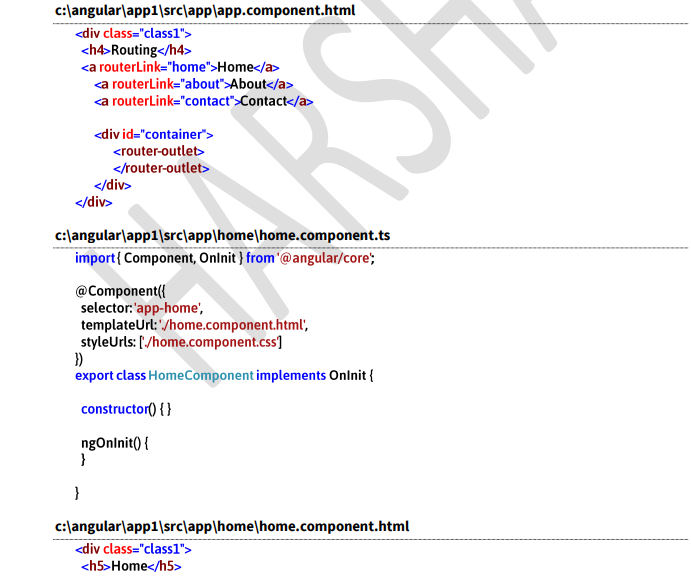 c:\angular\app1\src\app\app.component.html
<div class="class1">
<h4>Routing</h4>
<a routerLink="home">Home</a>
<a routerLink="about">About</a>
<a routerLink="contact">Contact</a>
<div id="container">
<router-outlet>
</router-outlet>
</div>
</div>
c:\angular\app1\src\app\home\home.component.ts
import { Component, OnInit } from '@angular/core';
@Component({
selector: 'app-home',
templateUrl: './home.component.html',
styleUrls: ['./home.component.css']
})
export class HomeComponent implements OnInit {
constructor() { }
ngOnInit() {
}
}
c:\angular\app1\src\app\home\home.component.html
<div class="class1">
<h5>Home</h5>
HARSHA